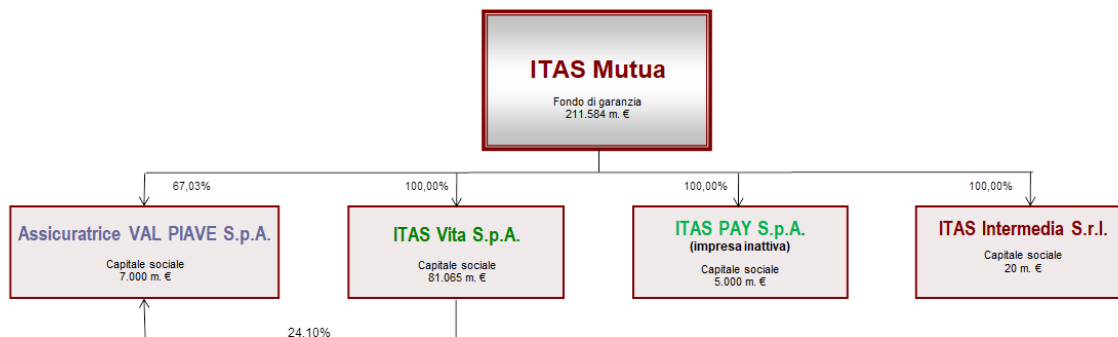 ITAS Mutua
Fondo di garanzia
211.584 m. €
67,03%
100,00%
100,00%
100,00%
Assicuratrice VAL PIAVE S.p.A.
Capitale sociale
7.000 m. €
ITAS Vita S.p.A.
Capitale sociale
81.065 m. €
ITAS PAY S.p.A.
(impresa inattiva)
Capitale sociale
5.000 m. €
ITAS Intermedia S.r.l.
Capitale sociale
20 m. €
24,10%